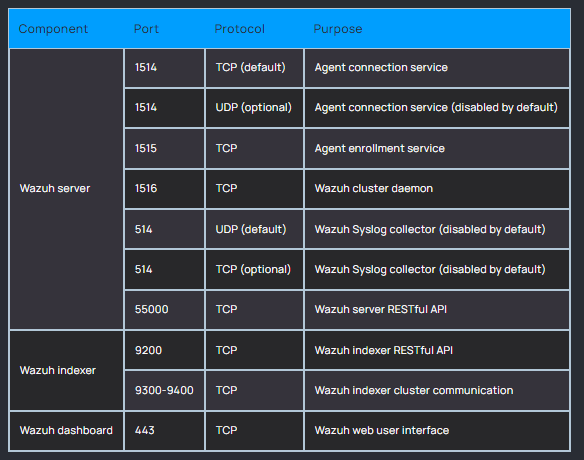 Component Port Protocol Purpose
1514 TCP (default) Agent connection service
1514 UDP (optional) Agent connection service (disabled by default)
1515 TCP Agent enrollment service
Wazuh server 1516 TCP Wazuh cluster daemon
514 UDP (default) Wazuh Syslog collector (disabled by default)
514 TCP (optional) Wazuh Syslog collector (disabled by default)
55000 TCP Wazuh server RESTful API
9200 TCP Wazuh indexer RESTful API
Wazuh indexer
9300-9400 TCP Wazuh indexer cluster communication
Wazuh dashboard 443 TCP Wazuh web user interface